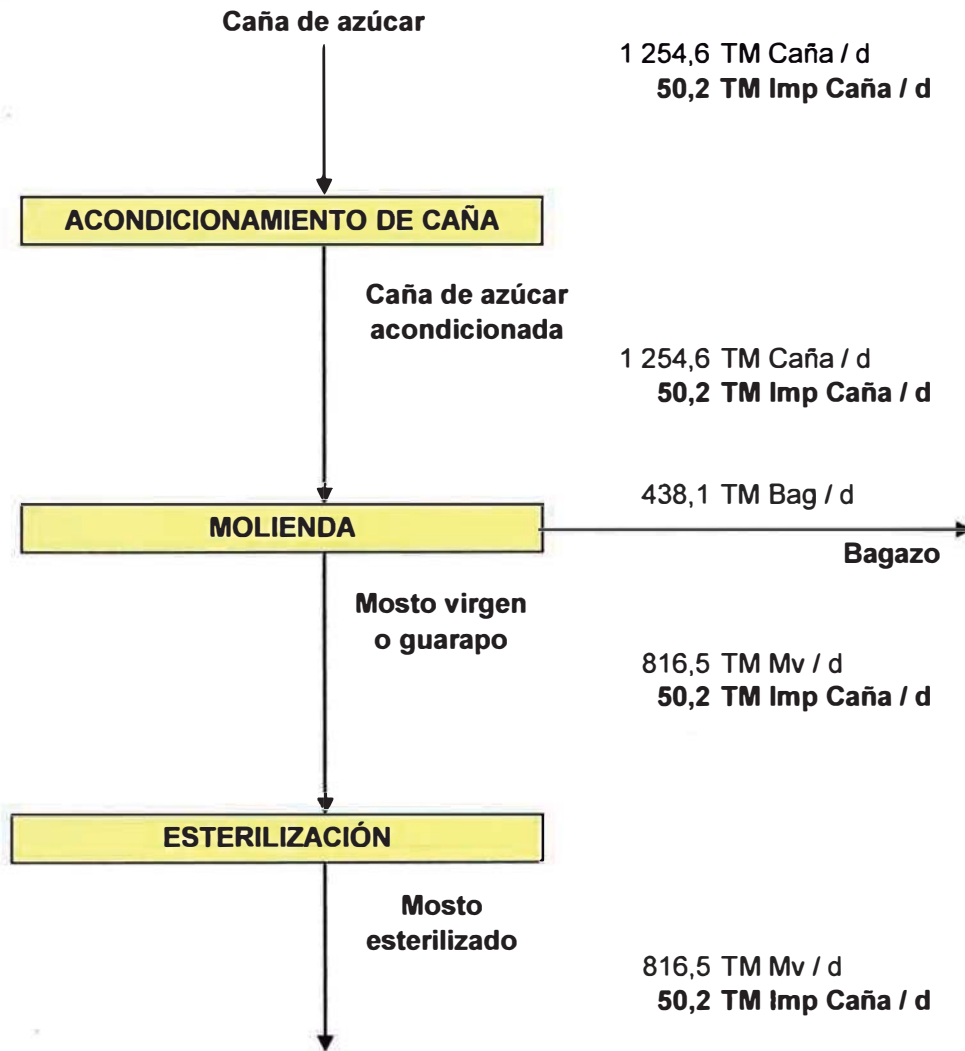 Caña de azúcar
1 254,6 TM Caña / d
50,2 TM Imp Caña / d
ACONDICIONAMIENTO DE CAÑA
Caña de azúcar
acondicionada
1 254,6 TM Caña / d
50,2 TM Imp Caña / d
438,1 TM Bag / d
MOLIENDA
Bagazo
Mosto virgen
o guarapo
816,5 TM Mv / d
50,2 TM Imp Caña / d
ESTERILIZACIÓN
Mosto
esterilizado
816,5 TM Mv / d
50,2 TM Imp Caña / d